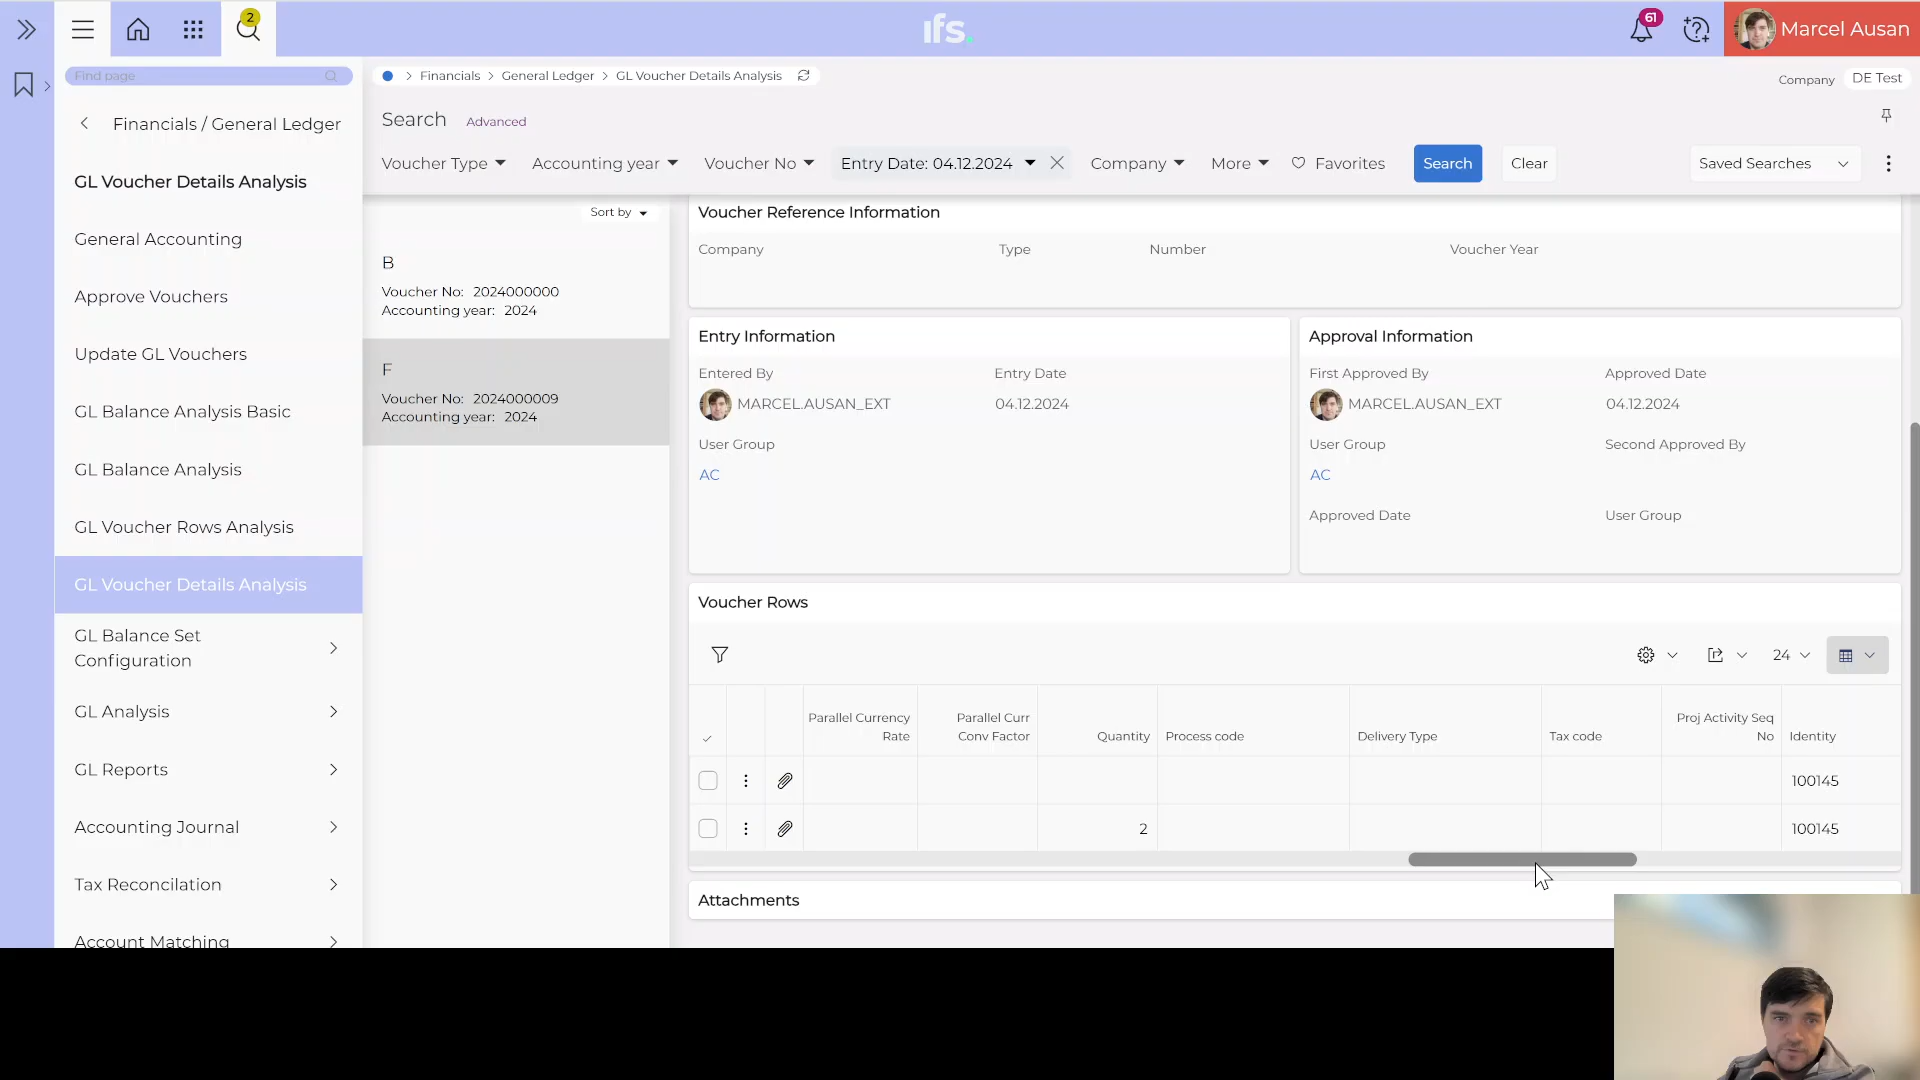 2
ifs.
61
Marcel Ausan
Find page
Financials
General Ledger
GL Voucher Details Analysis
Company
DE Test
Financials / General Ledger
Search
Advanced
Voucher Type
Accounting year
Voucher No
Entry Date: 04.12.2024
Company
More
Favorites
Search
Clear
Saved Searches
GL Voucher Details Analysis
General Accounting
Approve Vouchers
Update GL Vouchers
GL Balance Analysis Basic
GL Balance Analysis
GL Voucher Rows Analysis
GL Voucher Details Analysis
GL Balance Set
Configuration
GL Analysis
GL Reports
Accounting Journal
Tax Reconcilation
Account Matching
Sort by
B
Voucher No: 2024000000
Accounting year: 2024
F
Voucher No: 2024000009
Accounting year: 2024
Voucher Reference Information
Company
Type
Number
Voucher Year
Entry Information
Entered By
Entry Date
MARCEL.AUSAN_EXT
04.12.2024
User Group
AC
Approval Information
First Approved By
Approved Date
MARCEL.AUSAN_EXT
04.12.2024
User Group
Second Approved By
AC
Approved Date
User Group
Voucher Rows
24
Parallel Currency
Rate
Parallel Curr
Conv Factor
Quantity
Process code
Delivery Type
Tax code
Proj Activity Seq
No
Identity
100145
2
100145
Attachments